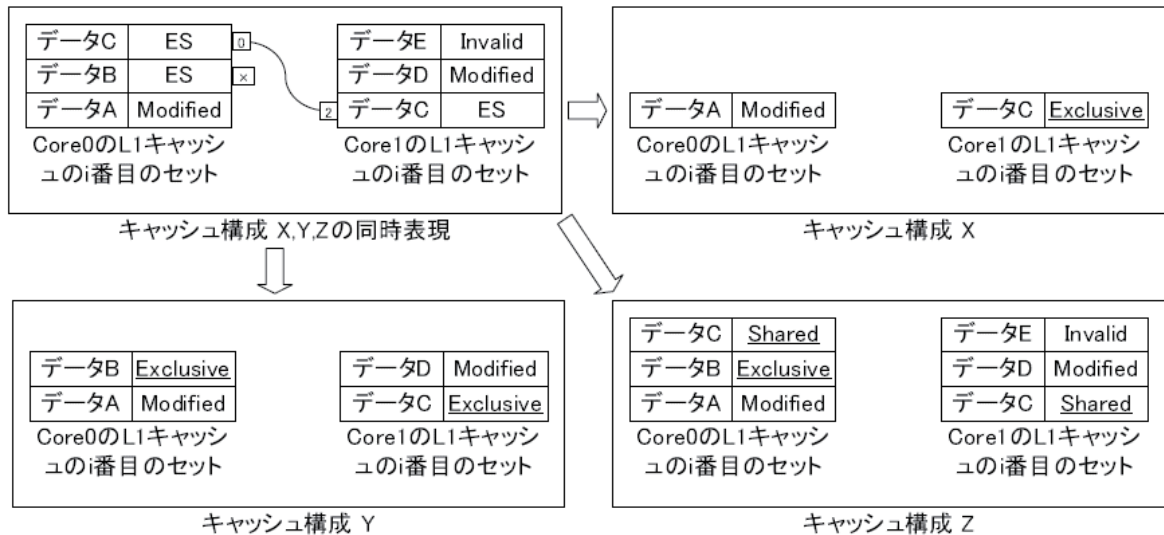 データC ES 0
データB ES ×
データA Modified
Core0のL1キャッシ
ュのi番目のセット
データE Invalid
データD Modified
2 データC ES
Core1のL1キャッシ
ュのi番目のセット
キャッシュ構成 X,Y,Zの同時表現
データA Modified
Core0のL1キャッシ
ュのi番目のセット
データC Exclusive
Core1のL1キャッシ
ュのi番目のセット
キャッシュ構成 X
データB Exclusive
データA Modified
Core0のL1キャッシ
ュのi番目のセット
データD Modified
データC Exclusive
Core1のL1キャッシ
ュのi番目のセット
キャッシュ構成 Y
データC Shared
データB Exclusive
データA Modified
Core0のL1キャッシ
ュのi番目のセット
データE Invalid
データD Modified
データC Shared
Core1のL1キャッシ
ュのi番目のセット
キャッシュ構成 Z